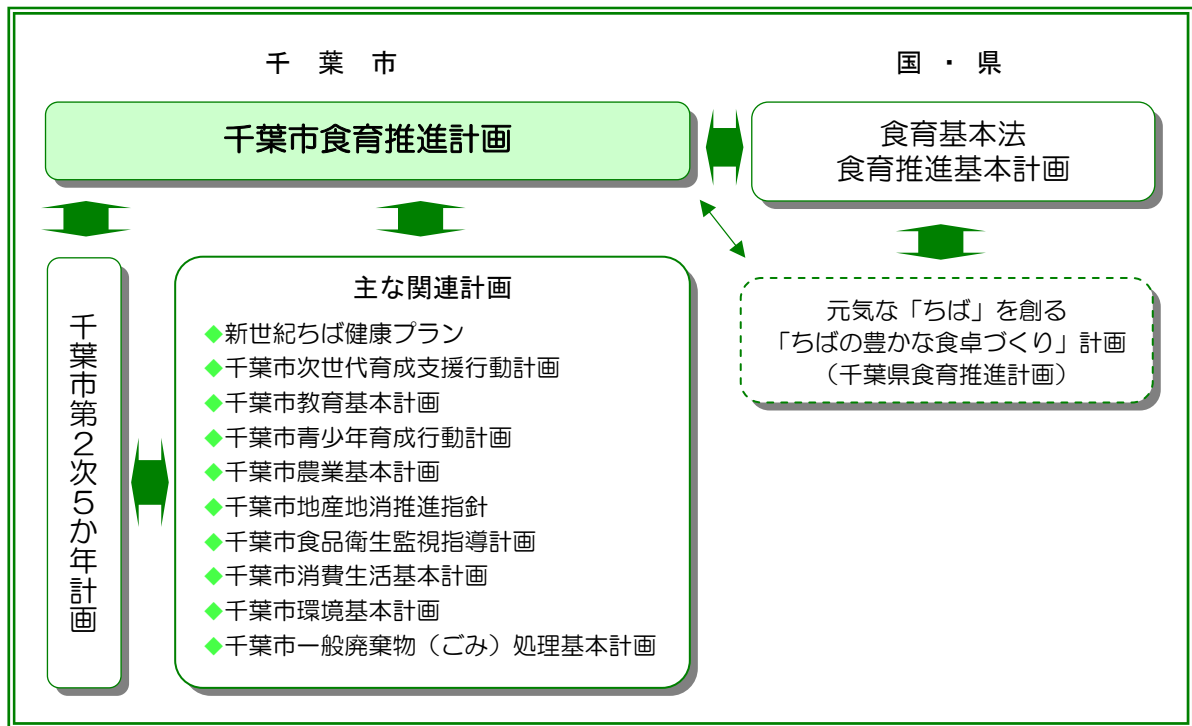 千葉市
国・県
千葉市食育推進計画
食育基本法
食育推進基本計画
千葉市第２次５か年計画
主な関連計画
◆新世紀ちば健康プラン
◆千葉市次世代育成支援行動計画
◆千葉市教育基本計画
◆千葉市青少年育成行動計画
◆千葉市農業基本計画
◆千葉市地産地消推進指針
◆千葉市食品衛生監視指導計画
◆千葉市消費生活基本計画
◆千葉市環境基本計画
◆千葉市一般廃棄物（ごみ）処理基本計画
元気な「ちば」を創る
「ちばの豊かな食卓づくり」計画
（千葉県食育推進計画）